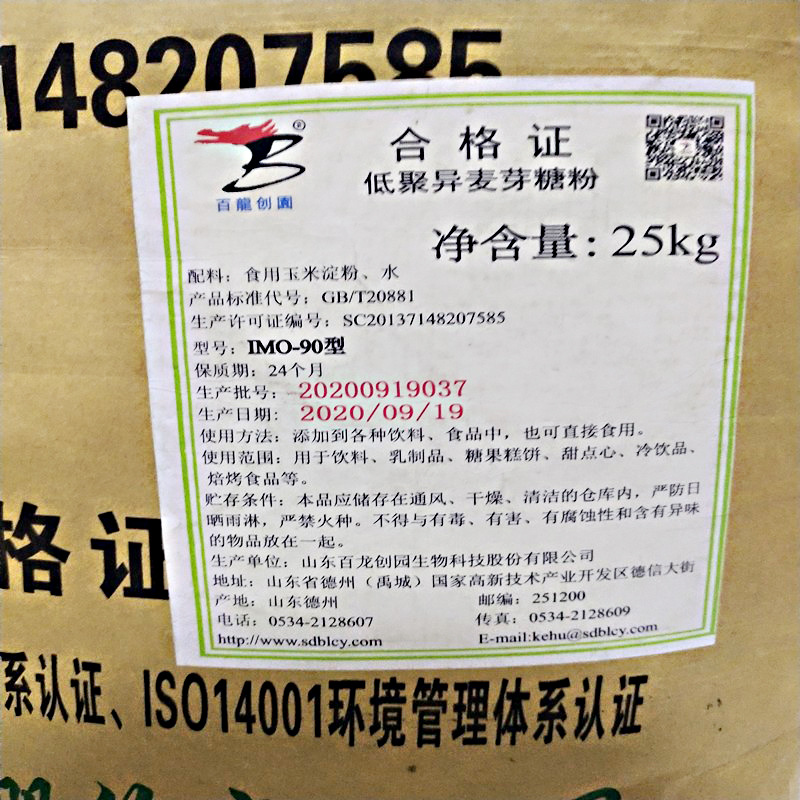 148207585
百龍创園
合格证
低聚异麦芽糖粉
净含量：25kg
配料：食用玉米淀粉、水
产品标准代号：GB/T20881
生产许可证编号：SC20137148207585
型号：IMO-90型
保质期：24个月
生产批号：20200919037
生产日期：2020/09/19
使用方法：添加到各种饮料、食品中，也可直接食用。
使用范围：用于饮料、乳制品、糖果糕饼、甜点心、冷饮品、
焙烤食品等。
贮存条件：本品应储存在通风、干燥、清洁的仓库内，严防日
晒雨淋，严禁火种。不得与有毒、有害、有腐蚀性和含有异味
的物品放在一起。
生产单位：山东百龙创园生物科技股份有限公司
地址：山东省德州（禹城）国家高新技术产业开发区德信大街
产地：山东德州 邮编：251200
电话：0534-2128607 传真：0534-2128609
http://www.sdblcy.com E-mail:kehu@sdblcy.com
格证
系认证、ISO14001环境管理体系认证